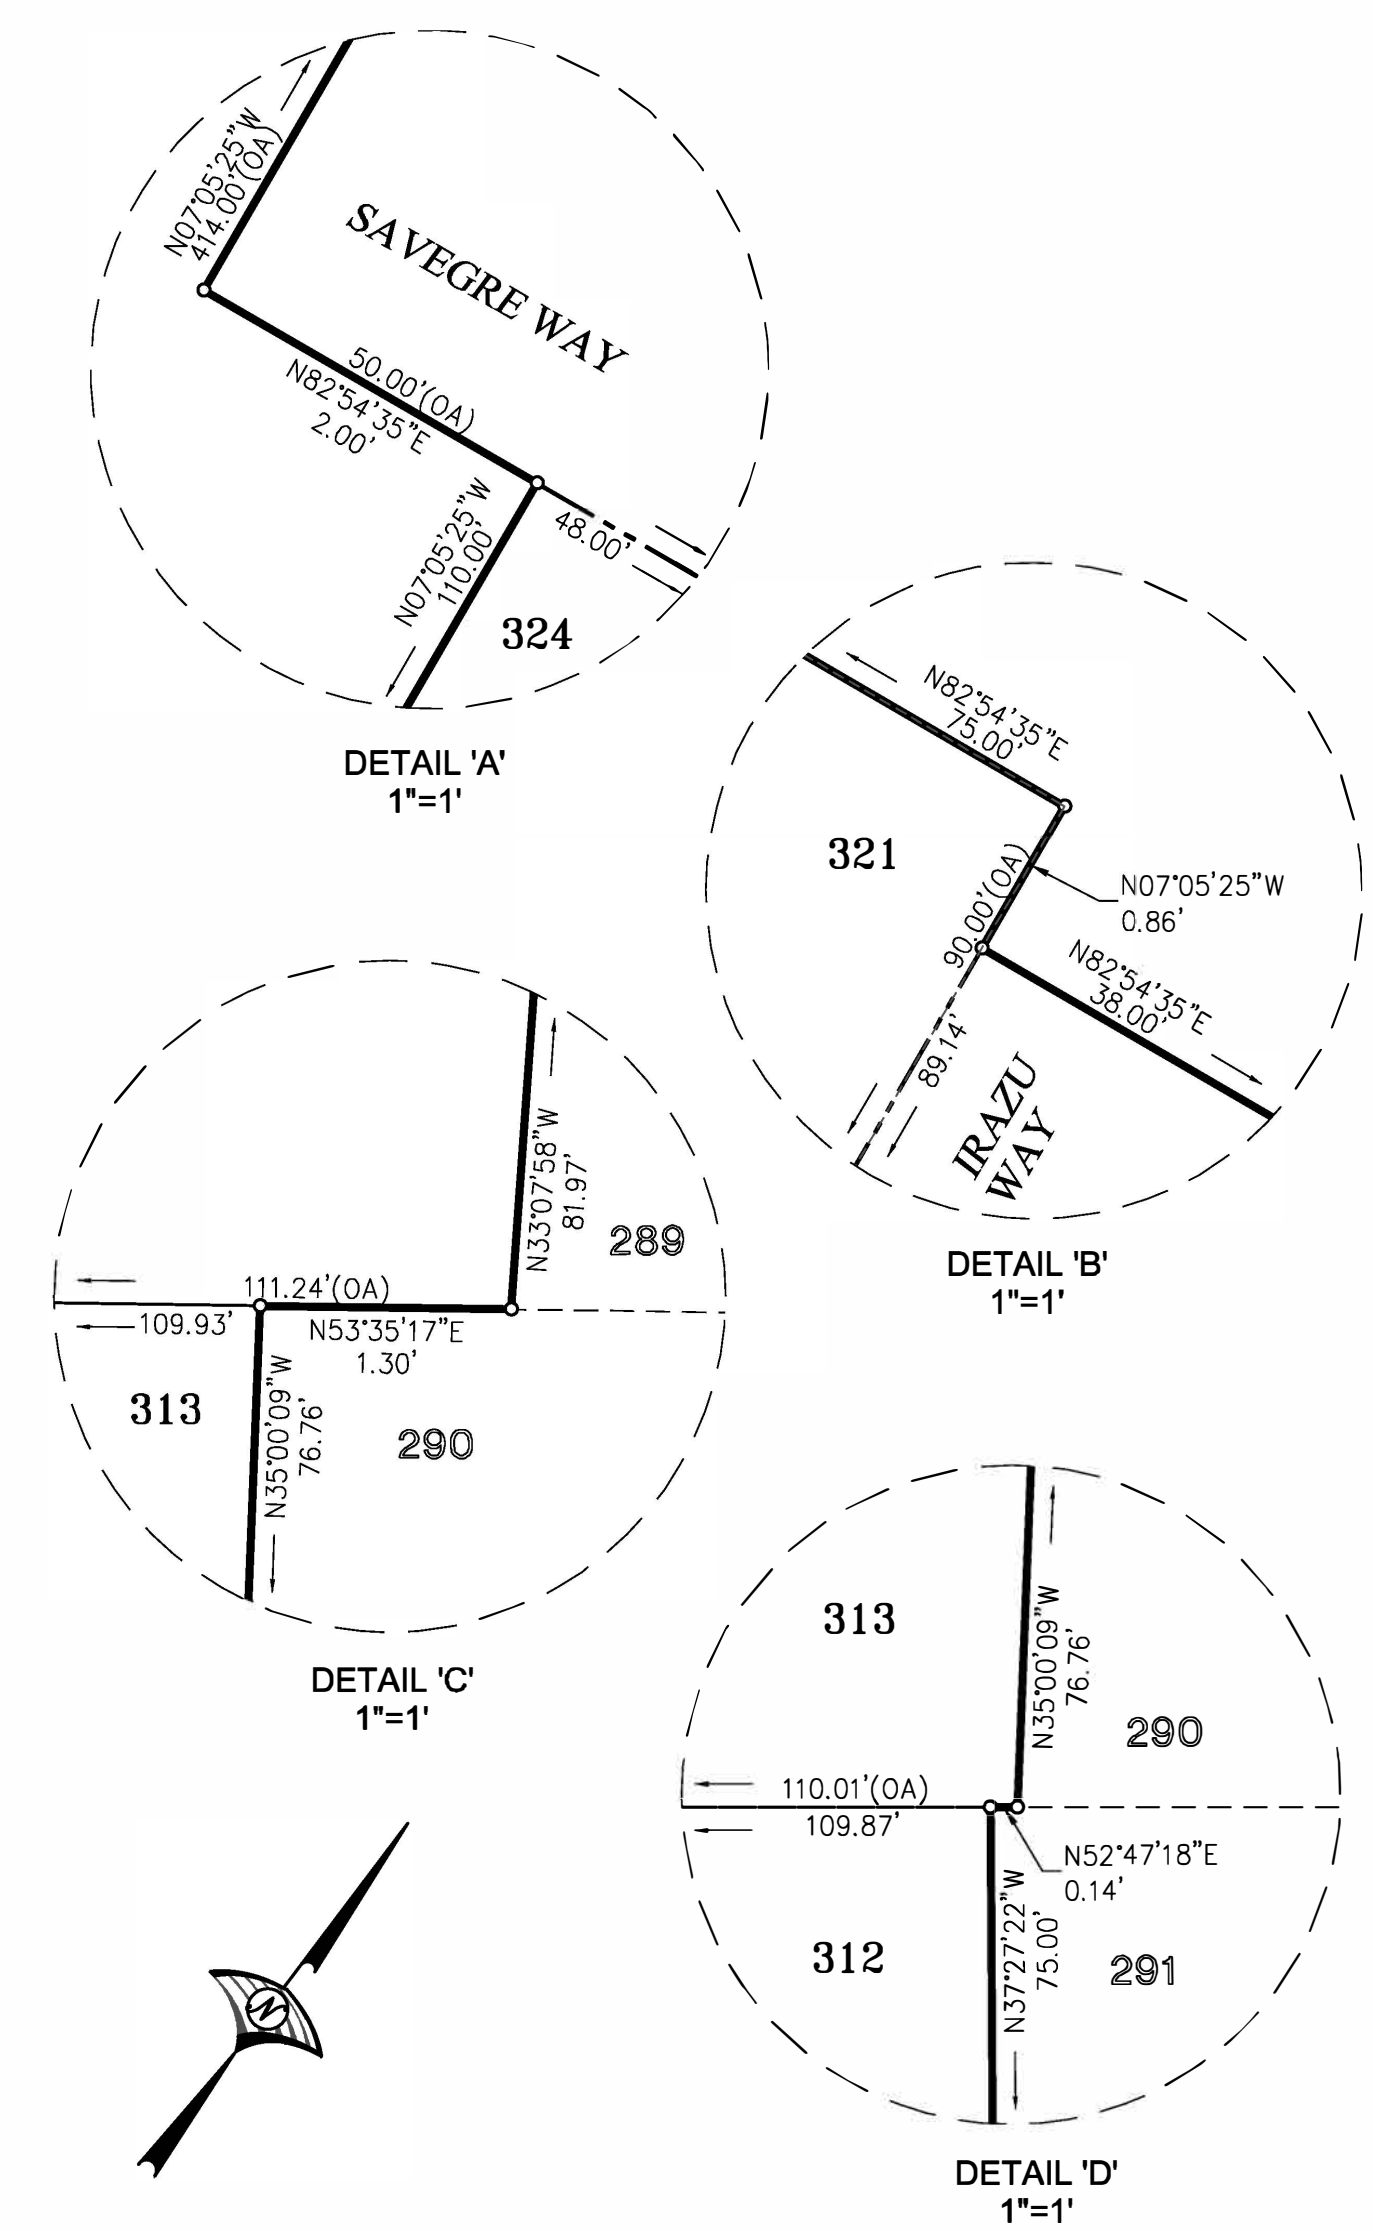 N07°05'25"W
414.00'(OA)
SAVEGRE WAY
50.00'(OA)
N82°54'35"E
2.00'
N07°05'25"W
110.00'
48.00'
324
DETAIL 'A'
1"=1'
N82°54'35"E
75.00'
321
90.00'(OA)
N07°05'25"W
0.86'
N82°54'35"E
38.00'
89.14'
IRAZU
WAY
DETAIL 'B'
1"=1'
N33°07'58"W
81.97'
289
111.24'(OA)
109.93'
N53°35'17"E
1.30'
313
N35°00'09"W
76.76'
290
DETAIL 'C'
1"=1'
313
N35°00'09"W
76.76'
290
110.01'(OA)
109.87'
N52°47'18"E
0.14'
312
N37°27'22"W
75.00'
291
DETAIL 'D'
1"=1'
N